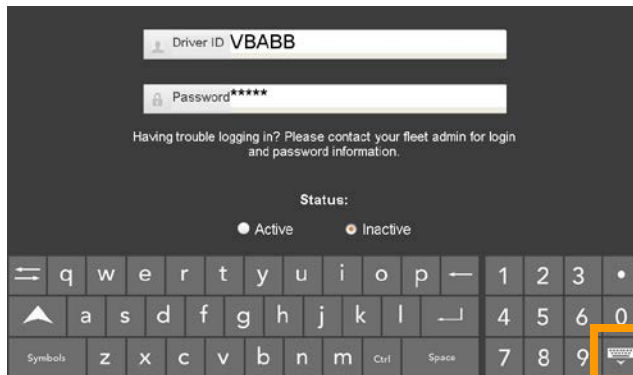 Driver ID VBABB
Password*****
Having trouble logging in? Please contact your fleet admin for login
and password information.
Status:
Active Inactive
q w e r t y u i o p 1 2 3 •
a s d f g h j k l 4 5 6 0
Symbols z x c v b n m Ctrl Space 7 8 9